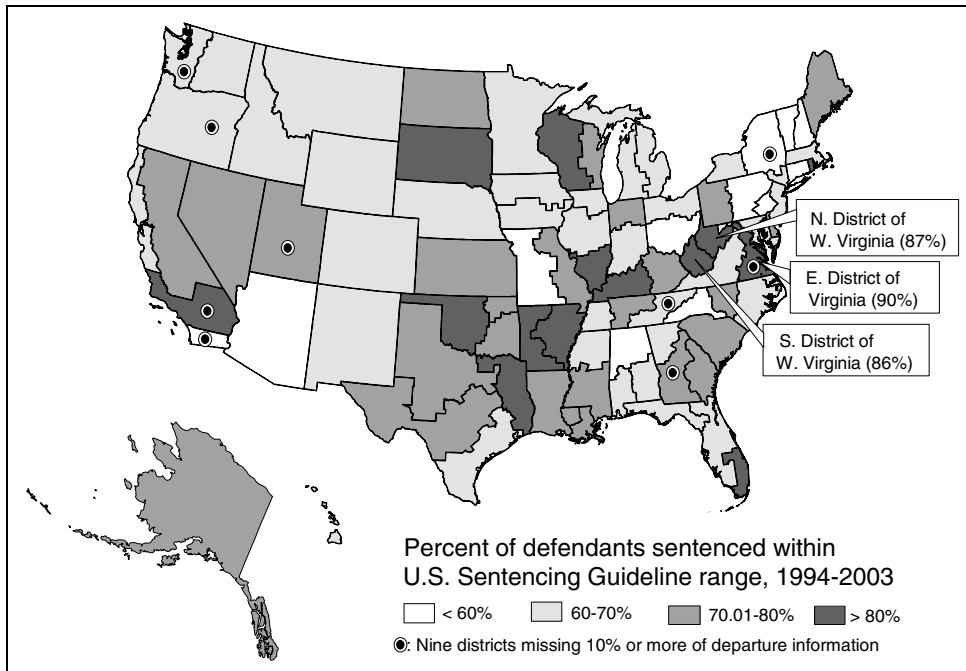 N. District of
W. Virginia (87%)
E. District of
Virginia (90%)
S. District of
W. Virginia (86%)
Percent of defendants sentenced within
U.S. Sentencing Guideline range, 1994-2003
< 60% 60-70% 70.01-80% > 80%
: Nine districts missing 10% or more of departure information